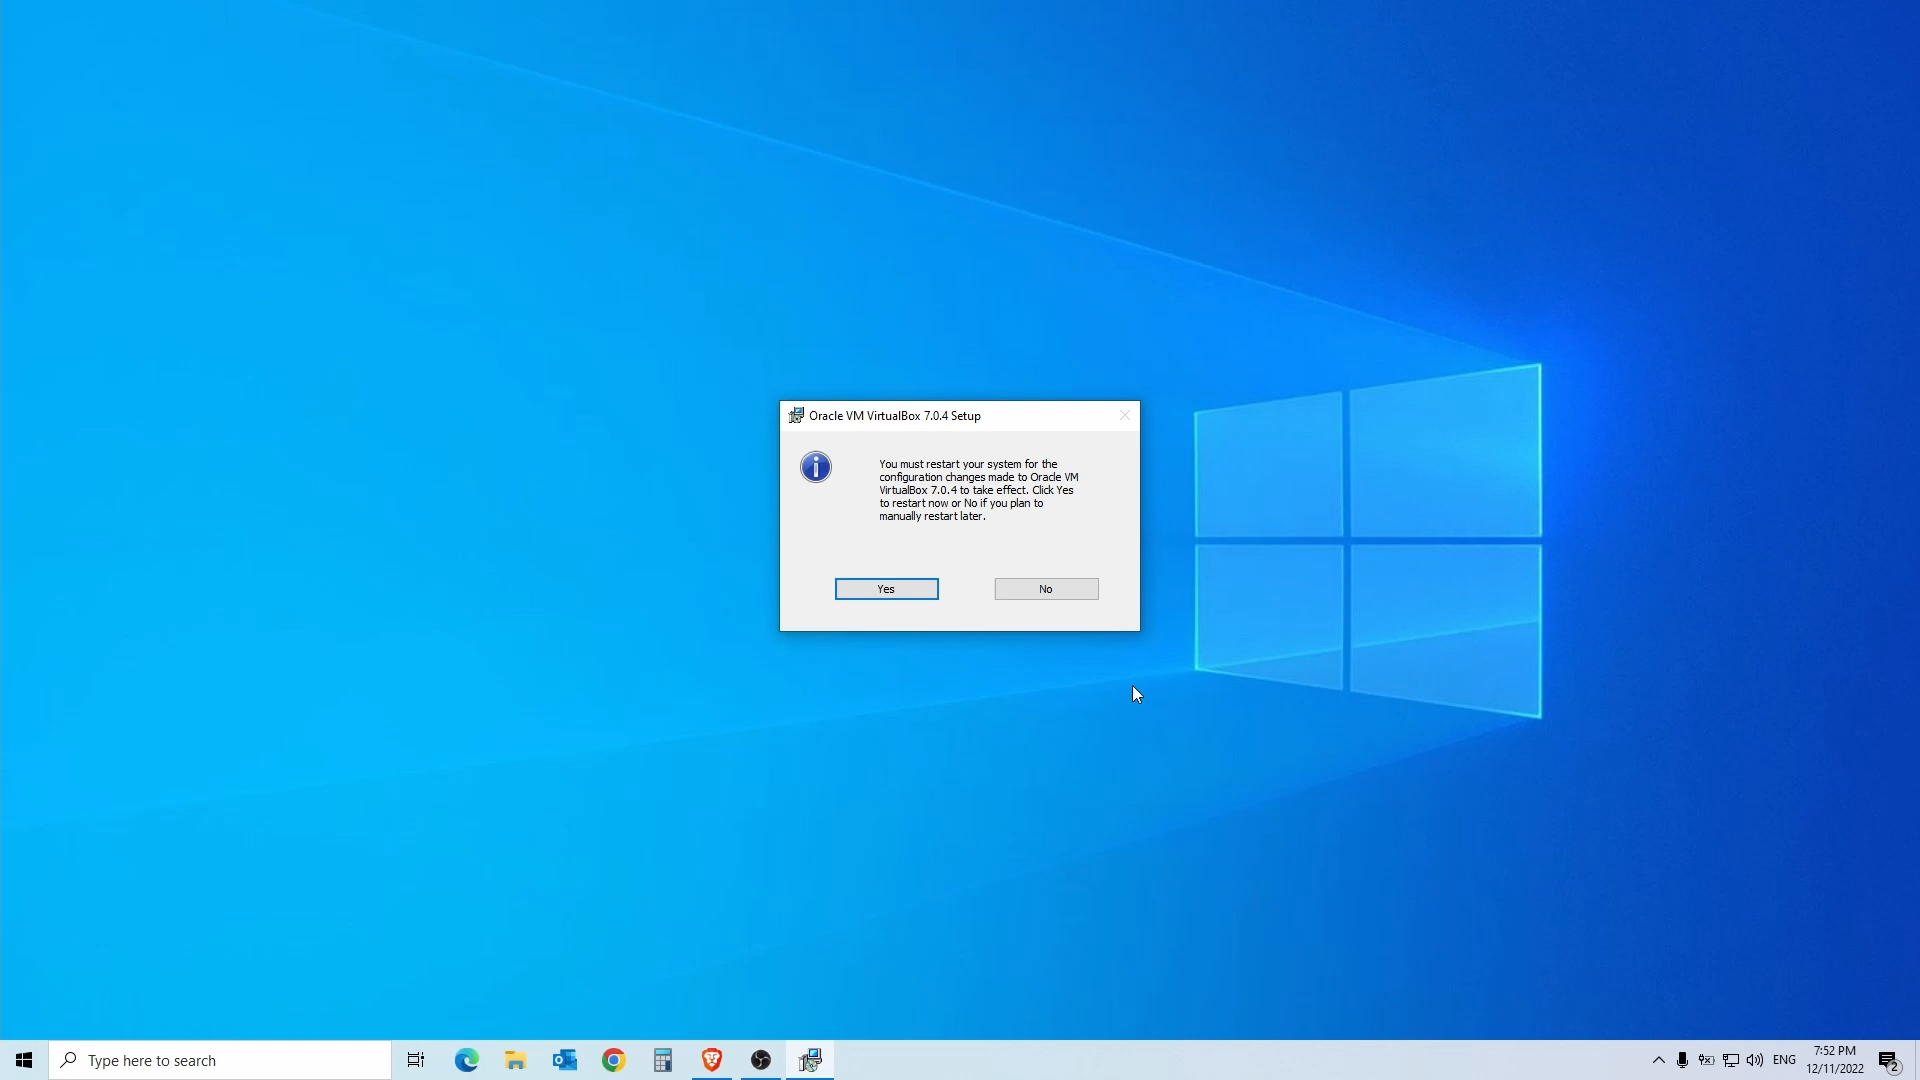 Oracle VM VirtualBox 7.0.4 Setup
You must restart your system for the
configuration changes made to Oracle VM
VirtualBox 7.0.4 to take effect. Click Yes
to restart now or No if you plan to
manually restart later.
Yes
No
Type here to search
ENG
7:52 PM
12/11/2022
2